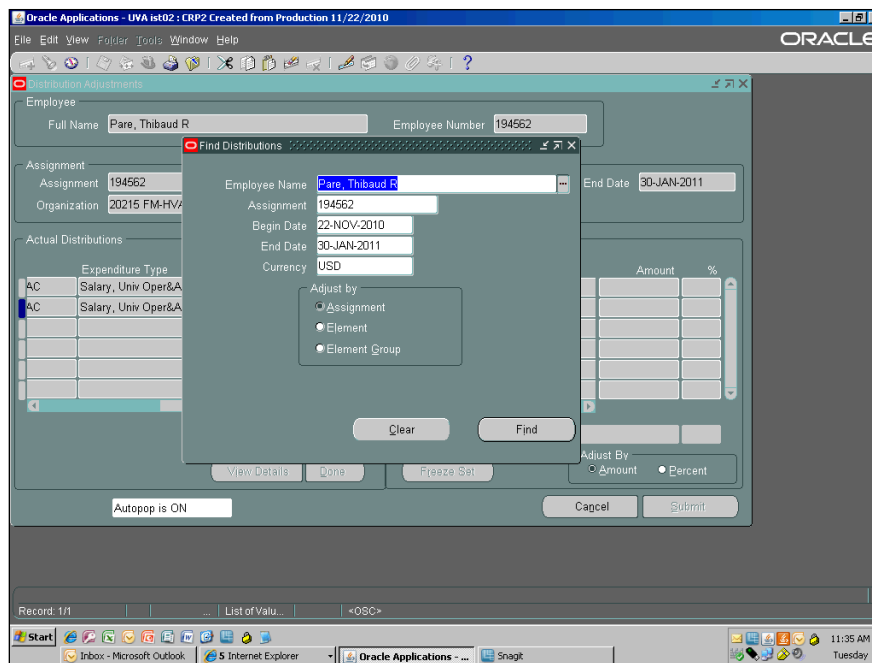 Oracle Applications - UVA ist02 : CRP2 Created from Production 11/22/2010
File Edit View Folder Tools Window Help
ORACLE
Distribution Adjustments
Employee
Full Name Pare, Thibaud R
Employee Number 194562
Find Distributions
Assignment
Assignment 194562
End Date 30-JAN-2011
Organization 20215 FM-HVA
Employee Name Pare, Thibaud R
Assignment 194562
Begin Date 22-NOV-2010
End Date 30-JAN-2011
Currency USD
Adjust by
Assignment
Element
Element Group
Clear
Find
Actual Distributions
Expenditure Type
Amount %
AC Salary, Univ Oper&A
AC Salary, Univ Oper&A
View Details
Done
Freeze Set
Adjust By
Amount
Percent
Autopop is ON
Cancel
Submit
Record: 1/1
... List of Valu...
<OSC>
Start
11:35 AM
Inbox - Microsoft Outlook
5 Internet Explorer
Oracle Applications - ...
Snagit
Tuesday